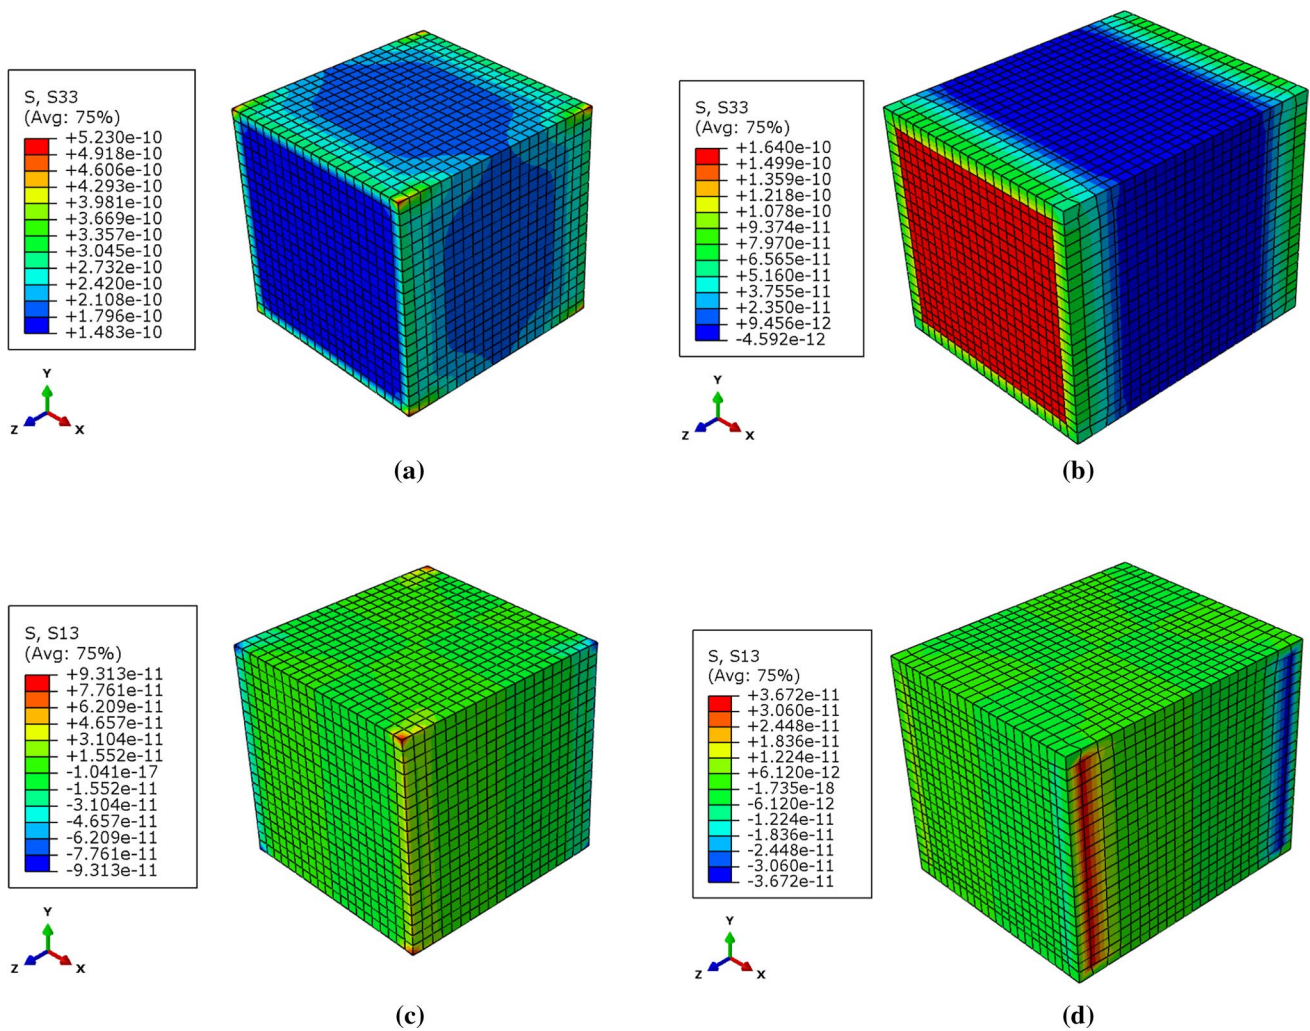 S, S33
(Avg: 75%)
+5.230e-10
+4.918e-10
+4.606e-10
+4.293e-10
+3.981e-10
+3.669e-10
+3.357e-10
+3.045e-10
+2.732e-10
+2.420e-10
+2.108e-10
+1.796e-10
+1.483e-10
Y
Z
X
(a)
S, S33
(Avg: 75%)
+1.640e-10
+1.499e-10
+1.359e-10
+1.218e-10
+1.078e-10
+9.374e-11
+7.970e-11
+6.565e-11
+5.160e-11
+3.755e-11
+2.350e-11
+9.456e-12
-4.592e-12
Y
Z
X
(b)
S, S13
(Avg: 75%)
+9.313e-11
+7.761e-11
+6.209e-11
+4.657e-11
+3.104e-11
+1.552e-11
-1.041e-17
-1.552e-11
-3.104e-11
-4.657e-11
-6.209e-11
-7.761e-11
-9.313e-11
Y
Z
X
(c)
S, S13
(Avg: 75%)
+3.672e-11
+3.060e-11
+2.448e-11
+1.836e-11
+1.224e-11
+6.120e-12
-1.735e-18
-6.120e-12
-1.224e-11
-1.836e-11
-2.448e-11
-3.060e-11
-3.672e-11
Y
Z
X
(d)